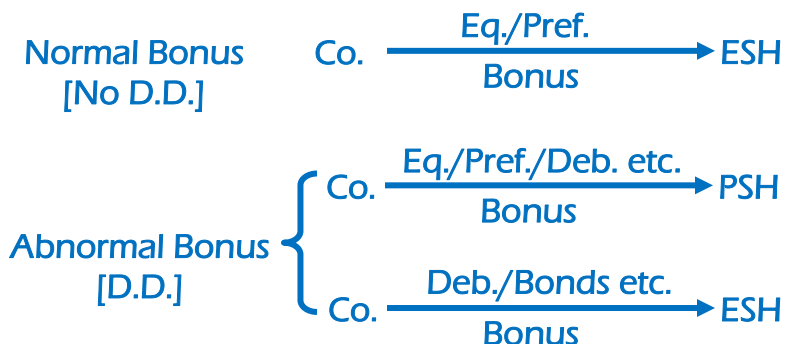 Normal Bonus
[No D.D.]
Co.
Eq./Pref.
Bonus
ESH
Abnormal Bonus
[D.D.]
Co.
Eq./Pref./Deb. etc.
Bonus
PSH
Co.
Deb./Bonds etc.
Bonus
ESH